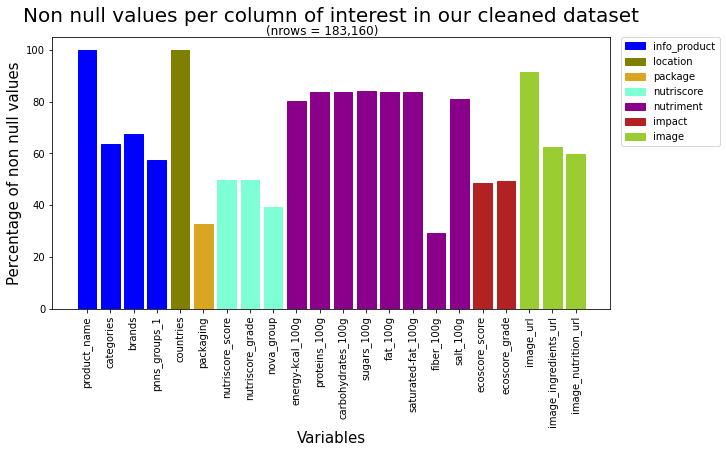 Non null values per column of interest in our cleaned dataset
(nrows = 183,160)
Percentage of non null values
100
80
60
40
20
0
product_name
categories
brands
pnns_groups_1
countries
packaging
nutriscore_score
nutriscore_grade
nova_group
energy-kcal_100g
proteins_100g
carbohydrates_100g
sugars_100g
fat_100g
saturated-fat_100g
fiber_100g
salt_100g
ecoscore_score
ecoscore_grade
image_url
image_ingredients_url
image_nutrition_url
Variables
info_product
location
package
nutriscore
nutriment
impact
image